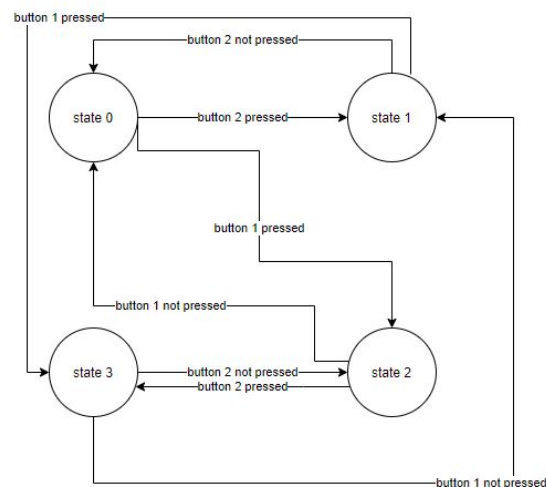 button 1 pressed
button 2 not pressed
state 0
button 2 pressed
state 1
button 1 pressed
button 1 not pressed
state 3
button 2 not pressed
button 2 pressed
state 2
button 1 not pressed